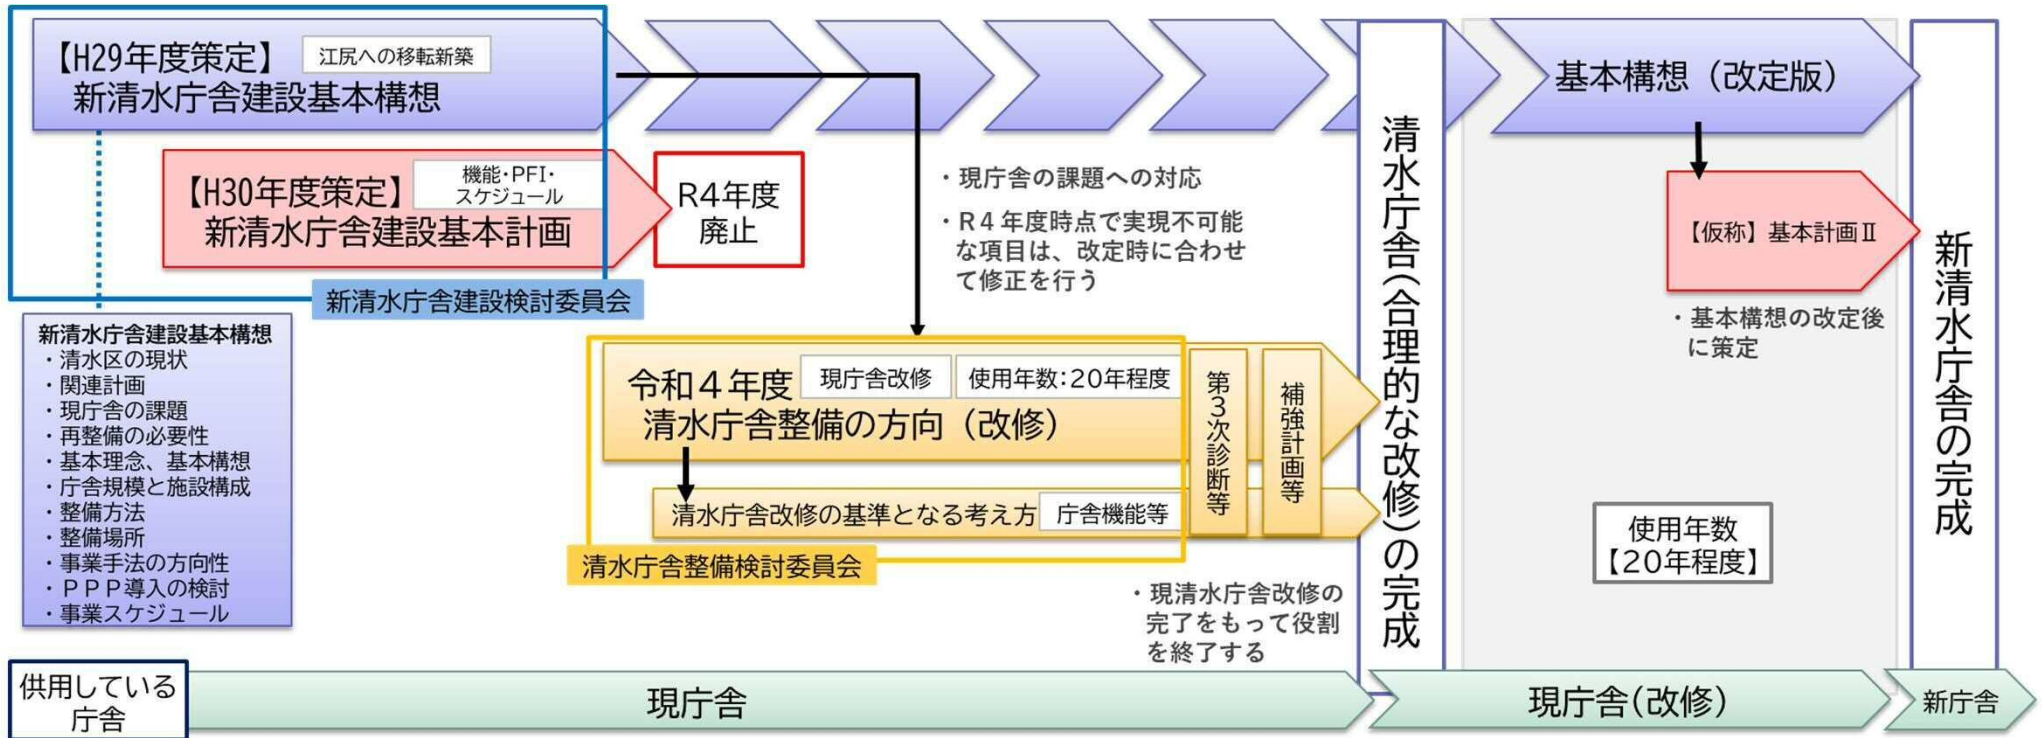 【H29年度策定】
江尻への移転新築
新清水庁舎建設基本構想
【H30年度策定】
機能・PFI・
スケジュール
新清水庁舎建設基本計画
R4年度
廃止
新清水庁舎建設検討委員会
新清水庁舎建設基本構想
・清水区の現状
・関連計画
・現庁舎の課題
・再整備の必要性
・基本理念、基本構想
・庁舎規模と施設構成
・整備方法
・整備場所
・事業手法の方向性
・ＰＰＰ導入の検討
・事業スケジュール
・現庁舎の課題への対応
・Ｒ４年度時点で実現不可能
な項目は、改定時に合わせ
て修正を行う
令和４年度
現庁舎改修
使用年数：20年程度
清水庁舎整備の方向（改修）
清水庁舎改修の基準となる考え方
庁舎機能等
清水庁舎整備検討委員会
第3次診断等
補強計画等
・現清水庁舎改修の
完了をもって役割
を終了する
清水庁舎(合理的な改修)の完成
基本構想（改定版）
【仮称】基本計画Ⅱ
・基本構想の改定後
に策定
使用年数
【20年程度】
新清水庁舎の完成
供用している
庁舎
現庁舎
現庁舎(改修)
新庁舎